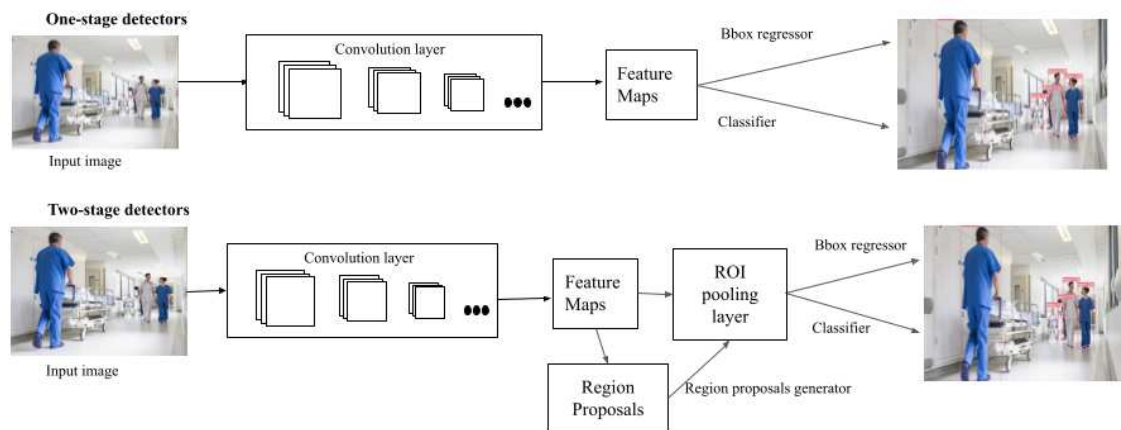 One-stage detectors
Convolution layer
Feature
Maps
Bbox regressor
Classifier
Input image
Two-stage detectors
Convolution layer
Feature
Maps
ROI
pooling
layer
Bbox regressor
Classifier
Input image
Region
Proposals
Region proposals generator